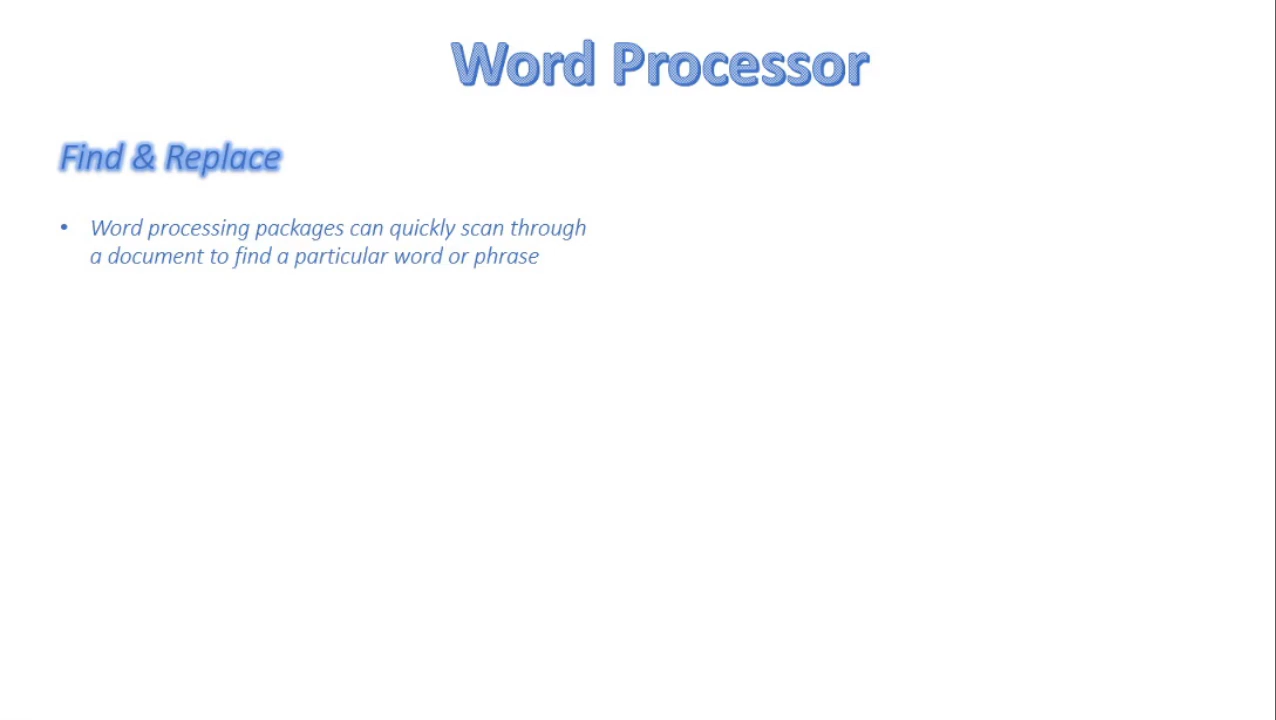 Word Processor
Find & Replace
• Word processing packages can quickly scan through
a document to find a particular word or phrase